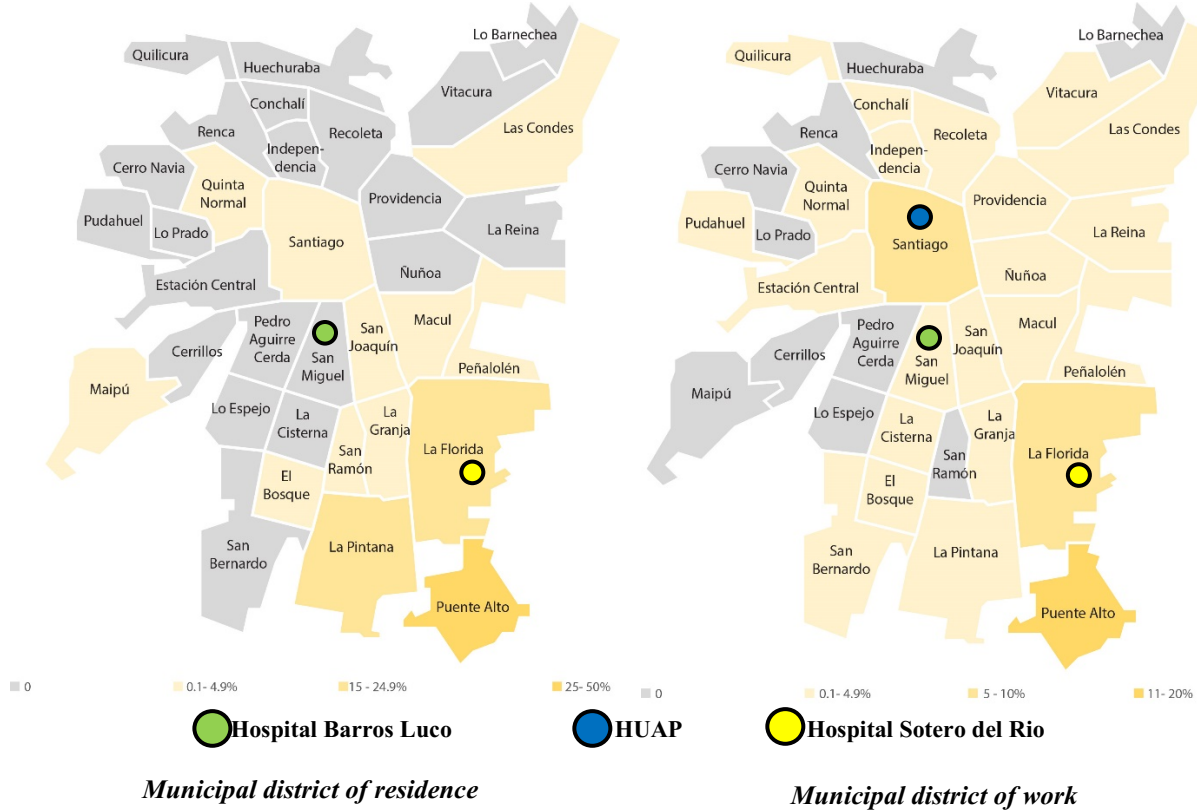 Lo Barnechea
Quilicura
Huechuraba
Vitacura
Conchalí
Las Condes
Renca
Recoleta
Indepen-
dencia
Cerro Navia
Quinta
Normal
Providencia
Pudahuel
Lo Prado
La Reina
Santiago
Ñuñoa
Estación Central
Pedro
Aguirre
Cerda
San
Joaquín
Macul
Cerrillos
San
Miguel
Peñalolén
Maipú
Lo Espejo
La
Cisterna
La
Granja
San
Ramón
La Florida
El
Bosque
San
Bernardo
La Pintana
Puente Alto
0
0.1- 4.9%
15 - 24.9%
25- 50%
Lo Barnechea
Quilicura
Huechuraba
Vitacura
Conchalí
Las Condes
Renca
Recoleta
Indepen-
dencia
Cerro Navia
Quinta
Normal
Providencia
Pudahuel
Lo Prado
La Reina
Santiago
Ñuñoa
Estación Central
Pedro
Aguirre
Cerda
San
Joaquín
Macul
Cerrillos
San
Miguel
Peñalolén
Maipú
Lo Espejo
La
Cisterna
La
Granja
San
Ramón
La Florida
El
Bosque
San
Bernardo
La Pintana
Puente Alto
0
0.1- 4.9%
5 - 10%
11- 20%
Hospital Barros Luco
HUAP
Hospital Sotero del Rio
Municipal district of residence
Municipal district of work